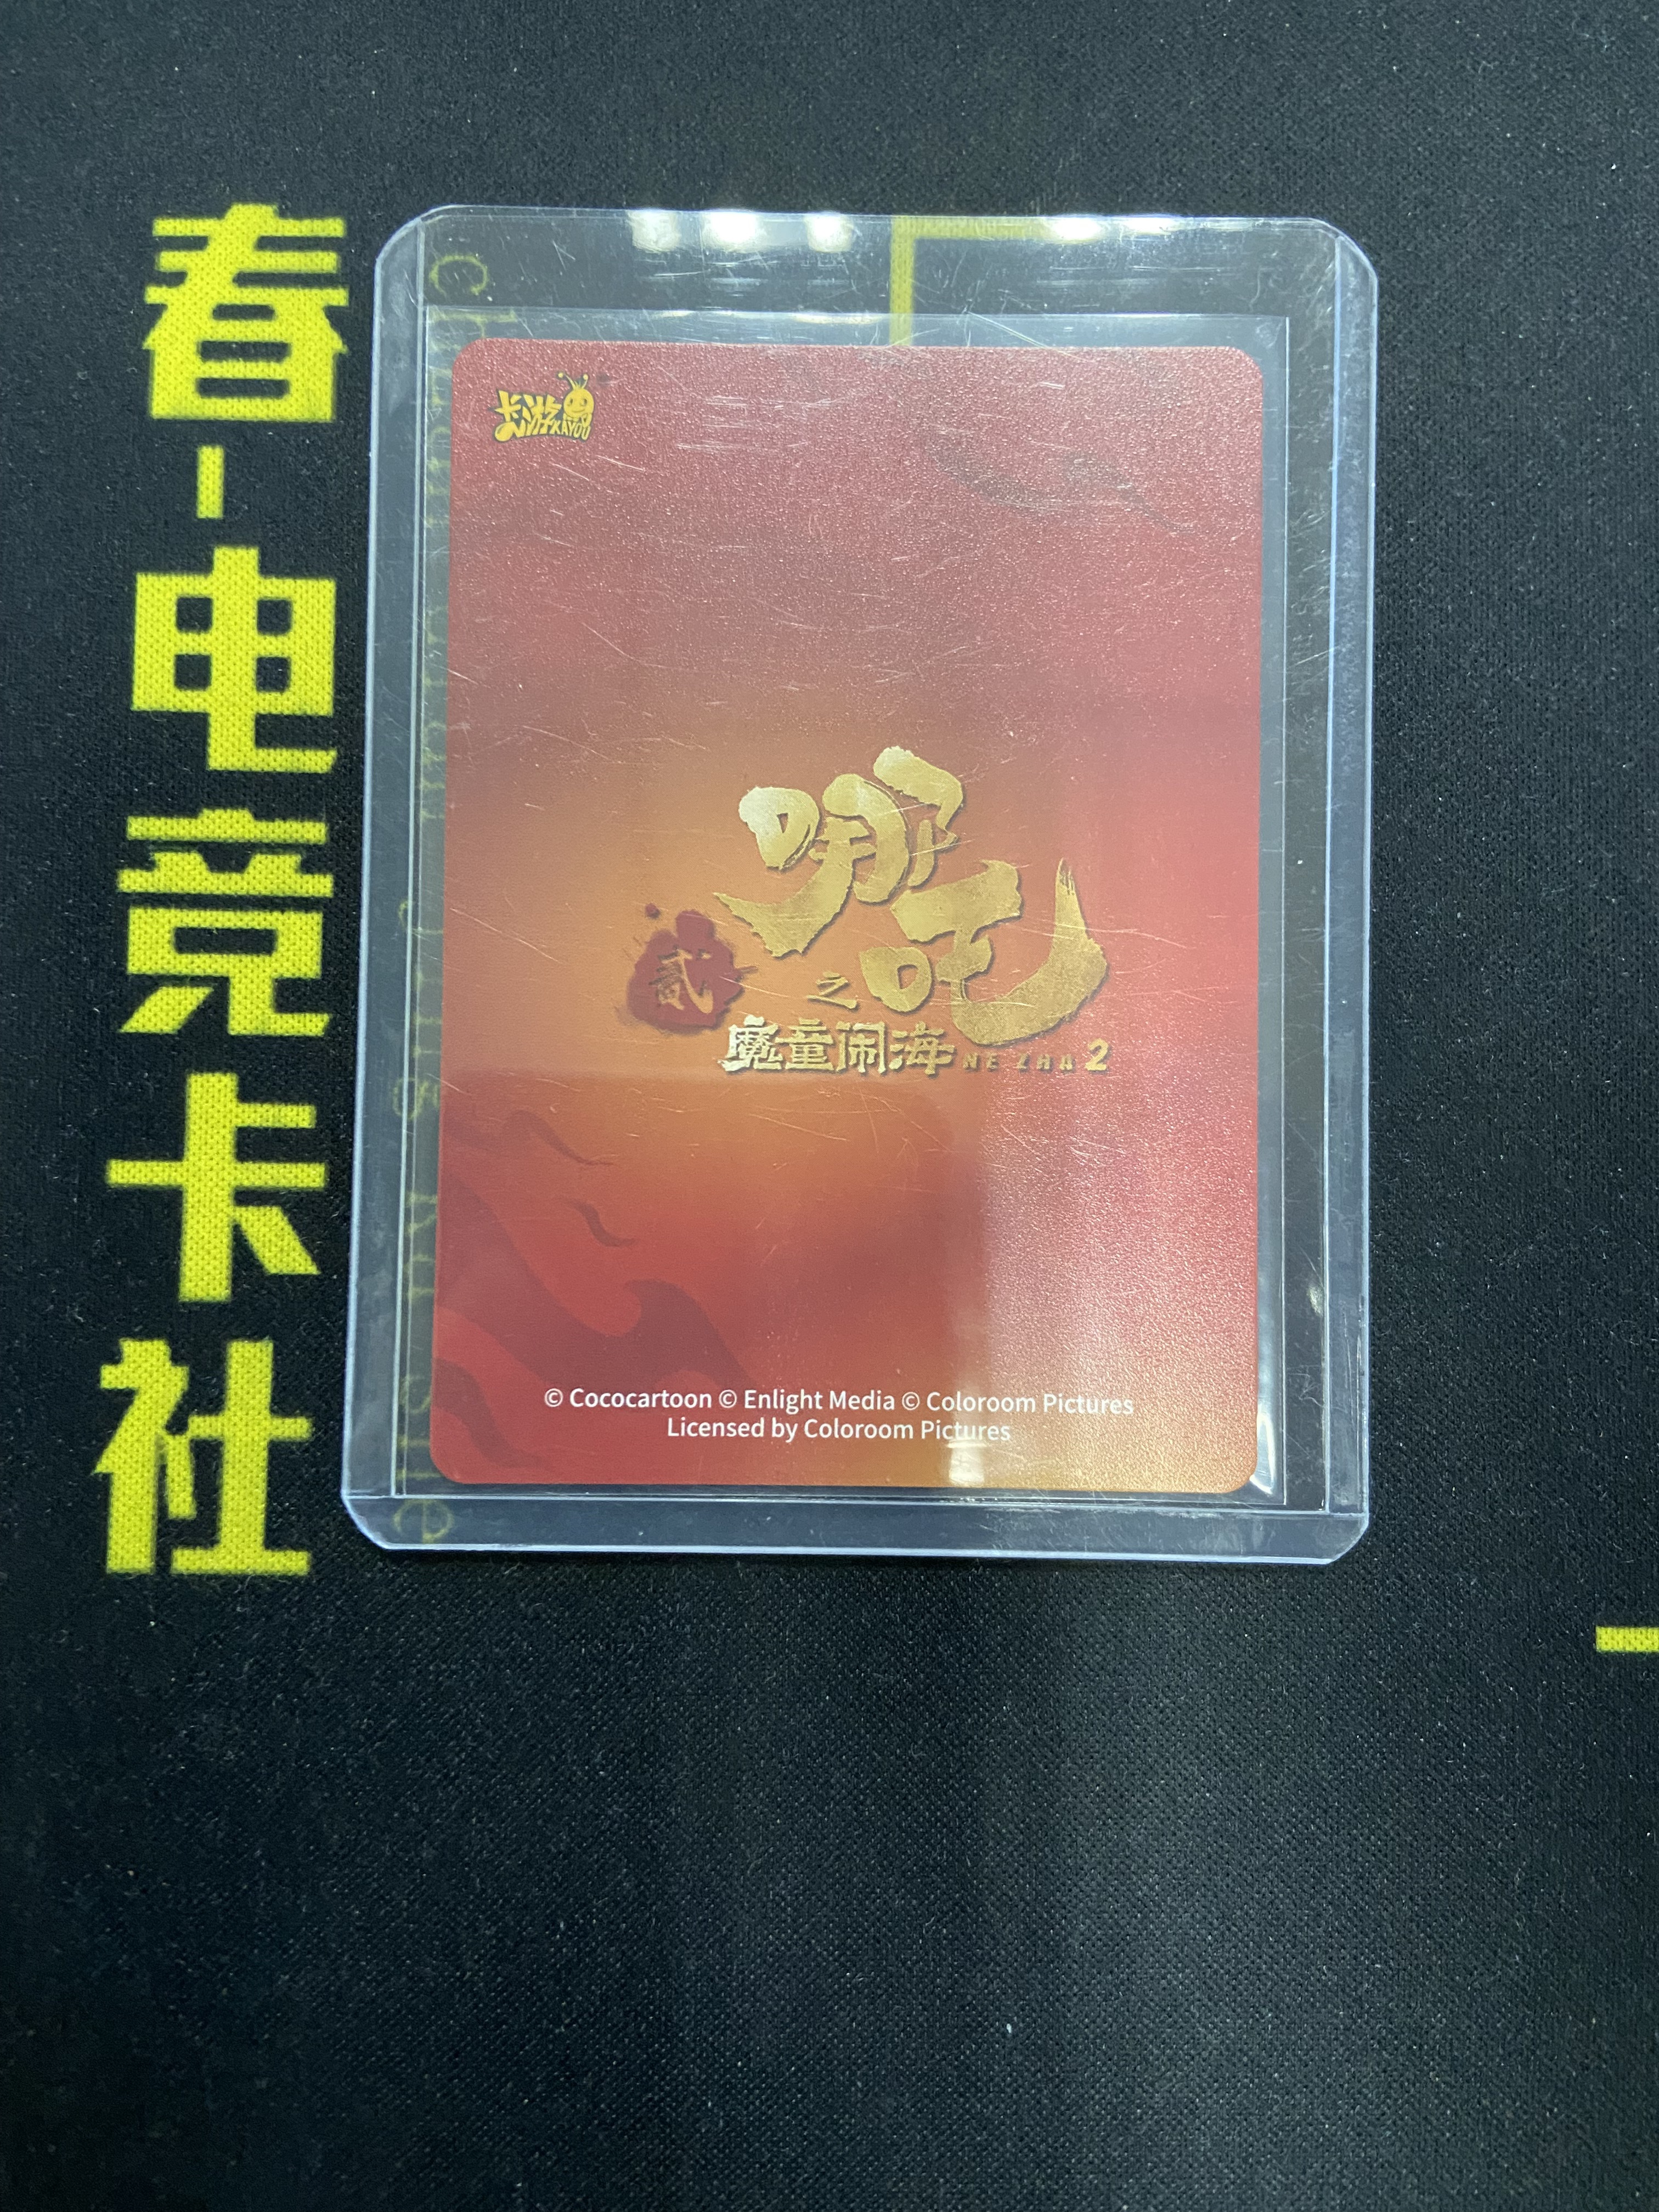 春-电竞卡社
卡游
KAYOU
哪吒
贰
之
魔童闹海 NE ZHA 2
© Cococartoon © Enlight Media © Coloroom Pictures
Licensed by Coloroom Pictures